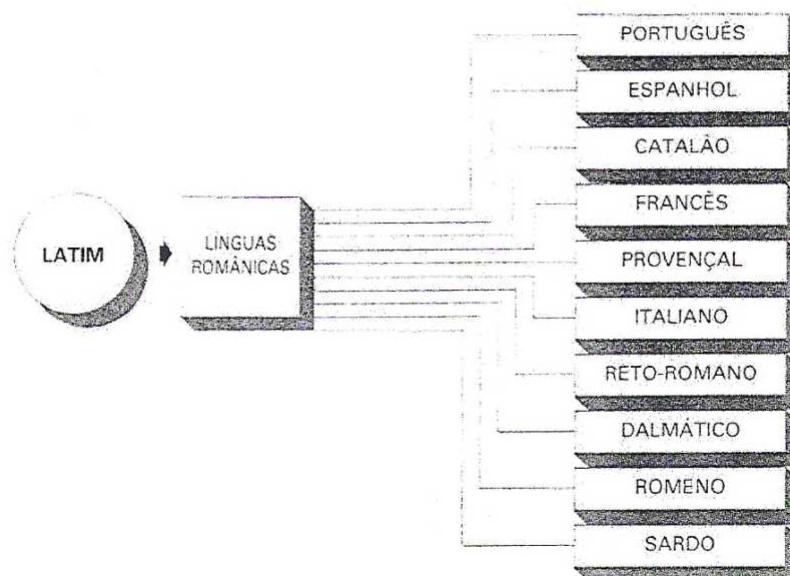 LATIM
LÍNGUAS
ROMÂNICAS
PORTUGUÊS
ESPANHOL
CATALÃO
FRANCÊS
PROVENÇAL
ITALIANO
RETO-ROMANO
DALMÁTICO
ROMENO
SARDO